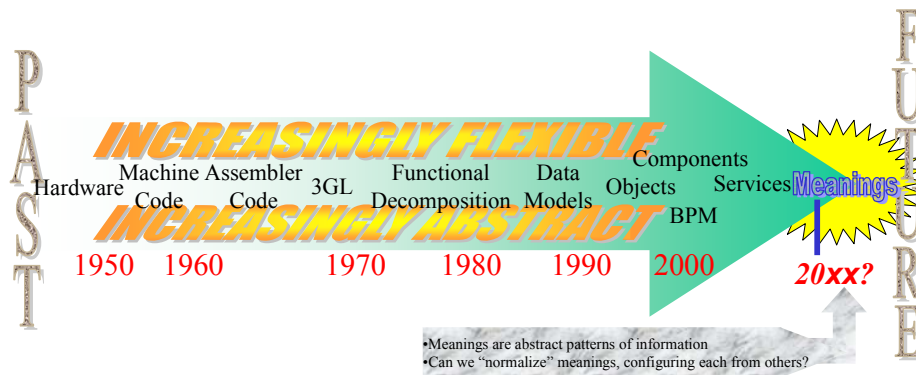 PAST
FUTURE
INCREASINGLY FLEXIBLE
Hardware
Machine
Code
Assembler
Code
3GL
Functional
Decomposition
Data
Models
Components
Objects
BPM
Services
Meanings
INCREASINGLY ABSTRACT
1950 1960 1970 1980 1990 2000
20xx?
•Meanings are abstract patterns of information
•Can we “normalize” meanings, configuring each from others?